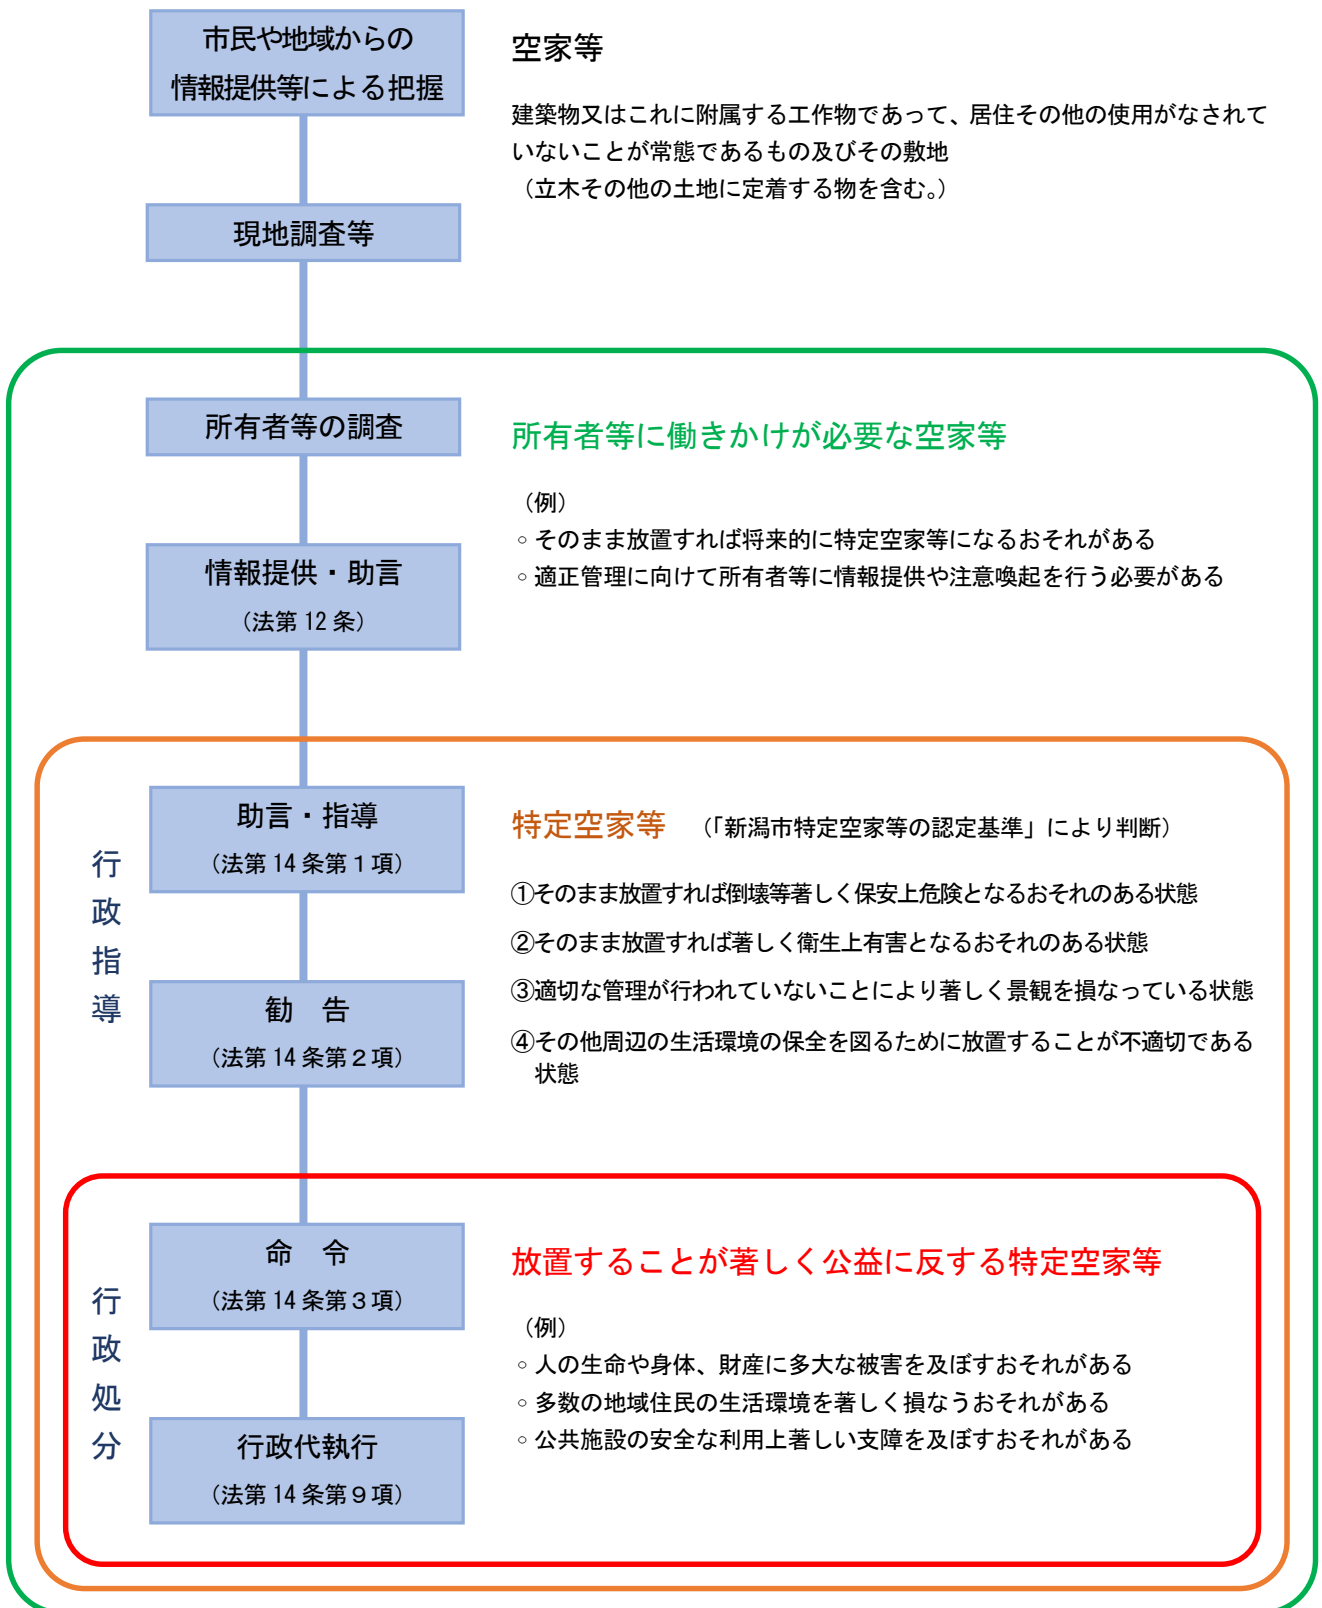 市民や地域からの
情報提供等による把握
空家等
建築物又はこれに附属する工作物であって、居住その他の使用がなされて
いないことが常態であるもの及びその敷地
（立木その他の土地に定着する物を含む。）
現地調査等
所有者等の調査
所有者等に働きかけが必要な空家等
（例）
○そのまま放置すれば将来的に特定空家等になるおそれがある
○適正管理に向けて所有者等に情報提供や注意喚起を行う必要がある
情報提供・助言
（法第12条）
行政指導
助言・指導
（法第14条第１項）
勧　告
（法第14条第２項）
特定空家等　（「新潟市特定空家等の認定基準」により判断）
①そのまま放置すれば倒壊等著しく保安上危険となるおそれのある状態
②そのまま放置すれば著しく衛生上有害となるおそれのある状態
③適切な管理が行われていないことにより著しく景観を損なっている状態
④その他周辺の生活環境の保全を図るために放置することが不適切である
状態
行政処分
命　令
（法第14条第３項）
行政代執行
（法第14条第９項）
放置することが著しく公益に反する特定空家等
（例）
○人の生命や身体、財産に多大な被害を及ぼすおそれがある
○多数の地域住民の生活環境を著しく損なうおそれがある
○公共施設の安全な利用上著しい支障を及ぼすおそれがある